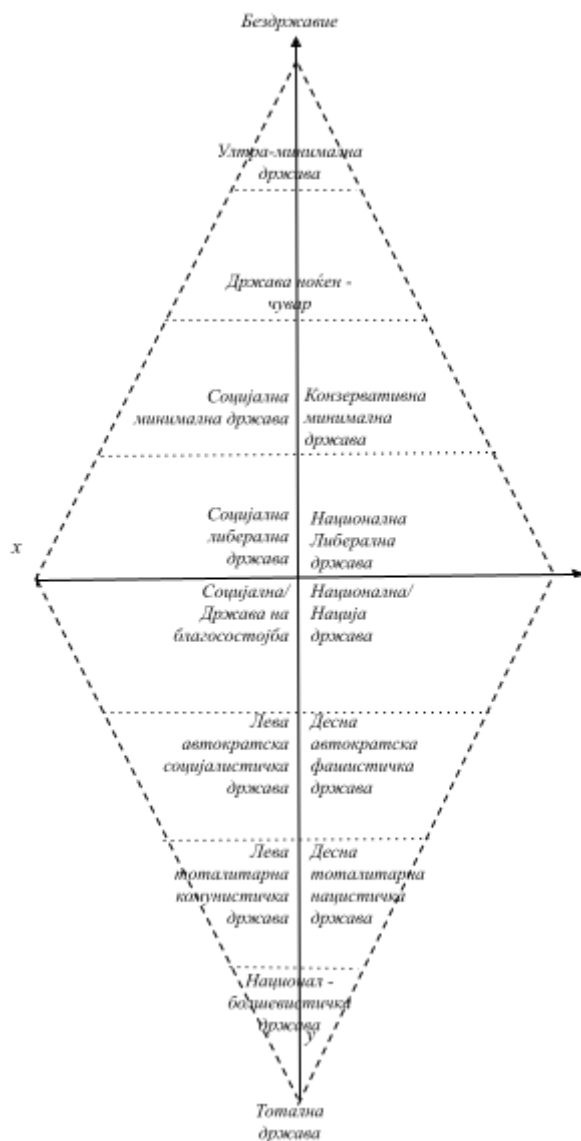 Бездржавие
Ултра-минимална
држава
Држава ноќен -
чувар
Социјална
минимална држава
Конзервативна
минимална
држава
Социјална
либерална
држава
Национална
Либерална
држава
x
Социјална/
Држава на
благосостојба
Национална/
Нација
држава
Лева
автократска
социјалистичка
држава
Десна
автократска
фашистичка
држава
Лева
тоталитарна
комунистичка
држава
Десна
тоталитарна
нацистичка
држава
Национал -
болшевистичка
држава
y
Тотална
држава